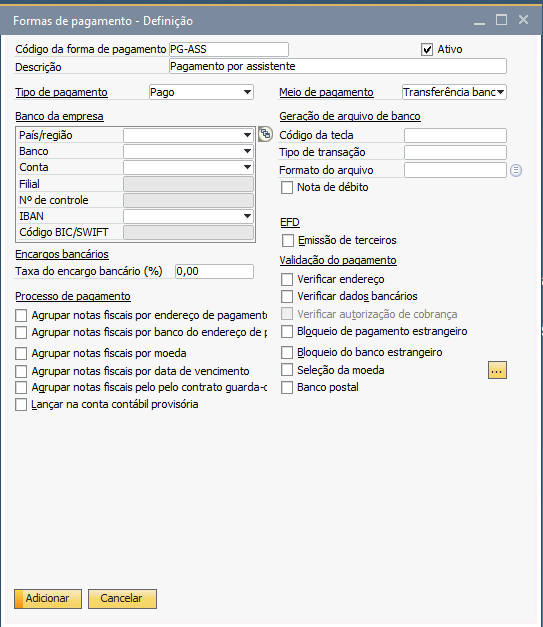 Formas de pagamento - Definição
Código da forma de pagamento PG-ASS Ativo
Descrição Pagamento por assistente
Tipo de pagamento Pago Meio de pagamento Transferência banc
Banco da empresa
País/região
Banco
Conta
Filial
Nº de controle
IBAN
Código BIC/SWIFT
Geração de arquivo de banco
Código da tecla
Tipo de transação
Formato do arquivo
Nota de débito
EFD
Emissão de terceiros
Encargos bancários
Taxa do encargo bancário (%) 0,00
Validação do pagamento
Verificar endereço
Verificar dados bancários
Verificar autorização de cobrança
Bloqueio de pagamento estrangeiro
Bloqueio do banco estrangeiro
Seleção da moeda ...
Banco postal
Processo de pagamento
Agrupar notas fiscais por endereço de pagament
Agrupar notas fiscais por banco do endereço de p
Agrupar notas fiscais por moeda
Agrupar notas fiscais por data de vencimento
Agrupar notas fiscais pelo pelo contrato guarda-c
Lançar na conta contábil provisória
Adicionar Cancelar